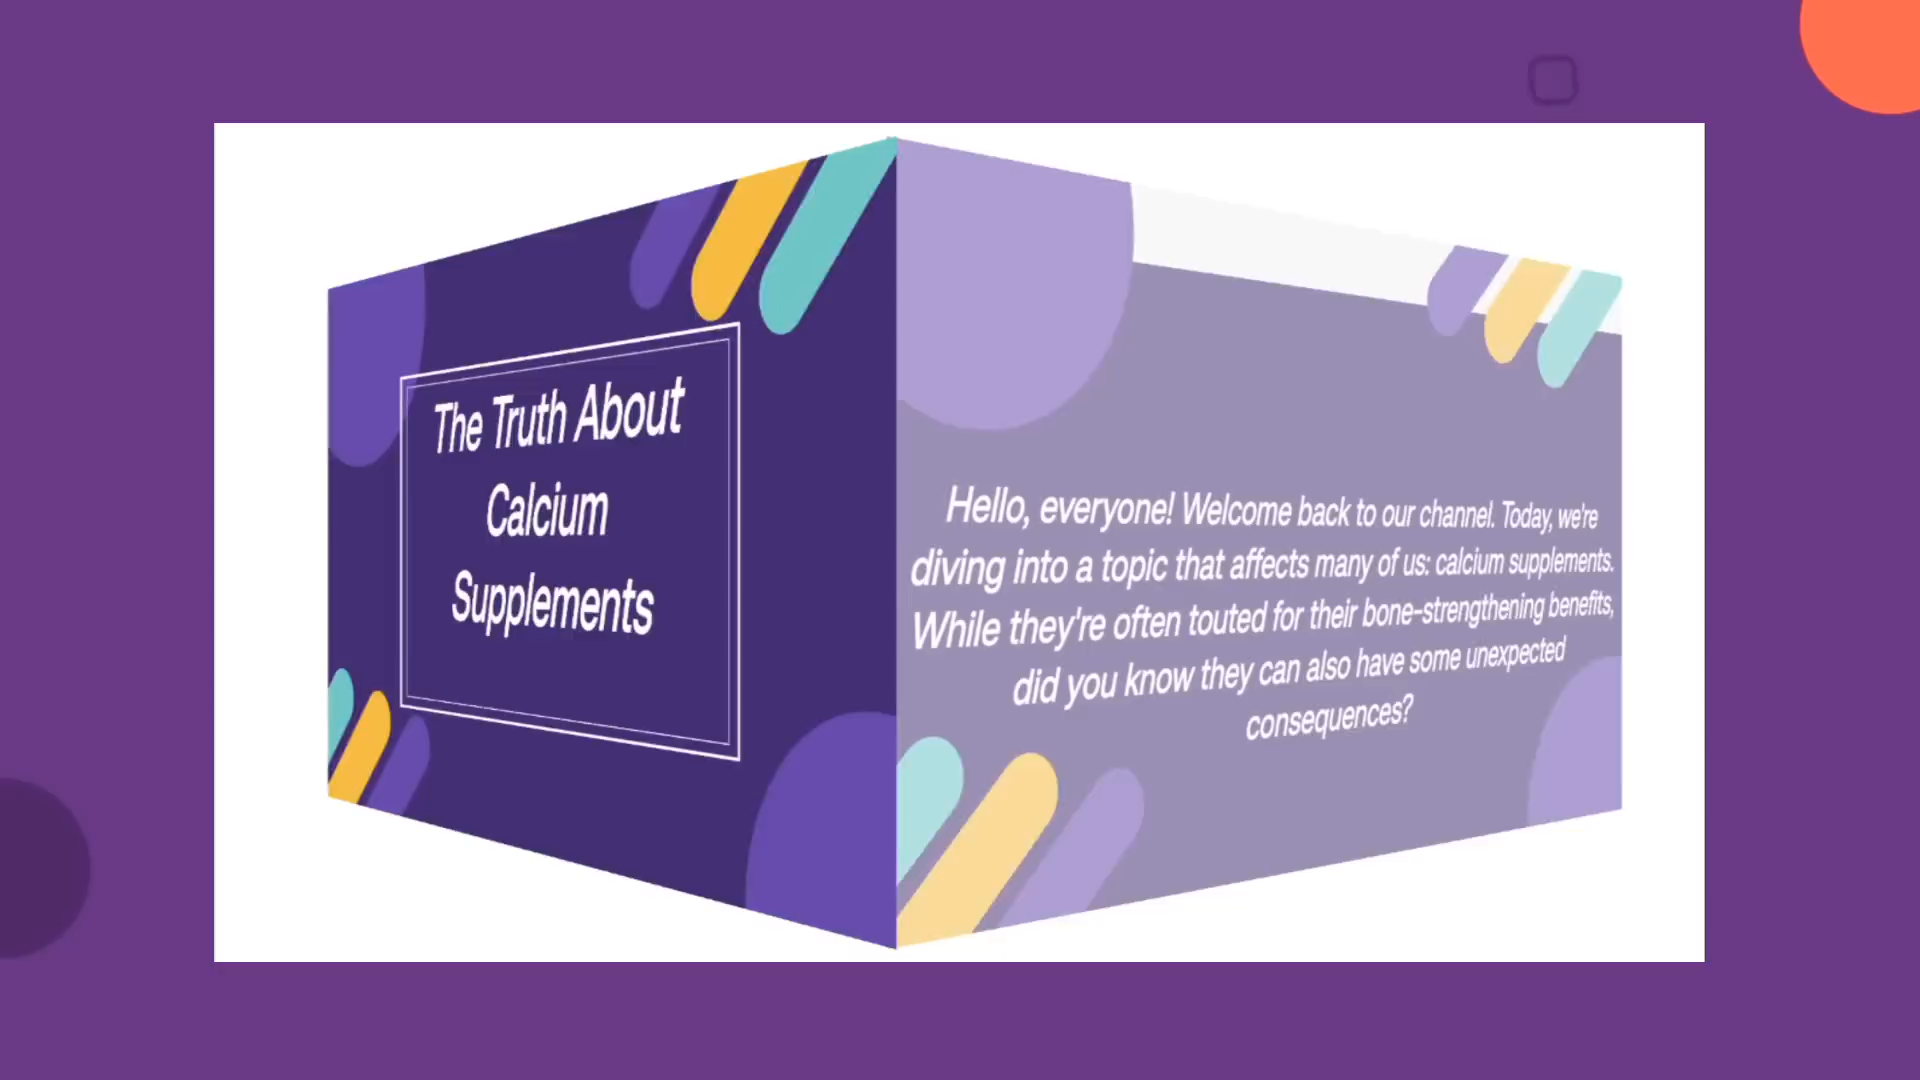 The Truth About
Calcium
Supplements
Hello, everyone! Welcome back to our channel. Today, we're
diving into a topic that affects many of us: calcium supplements.
While they're often touted for their bone-strengthening benefits,
did you know they can also have some unexpected
consequences?